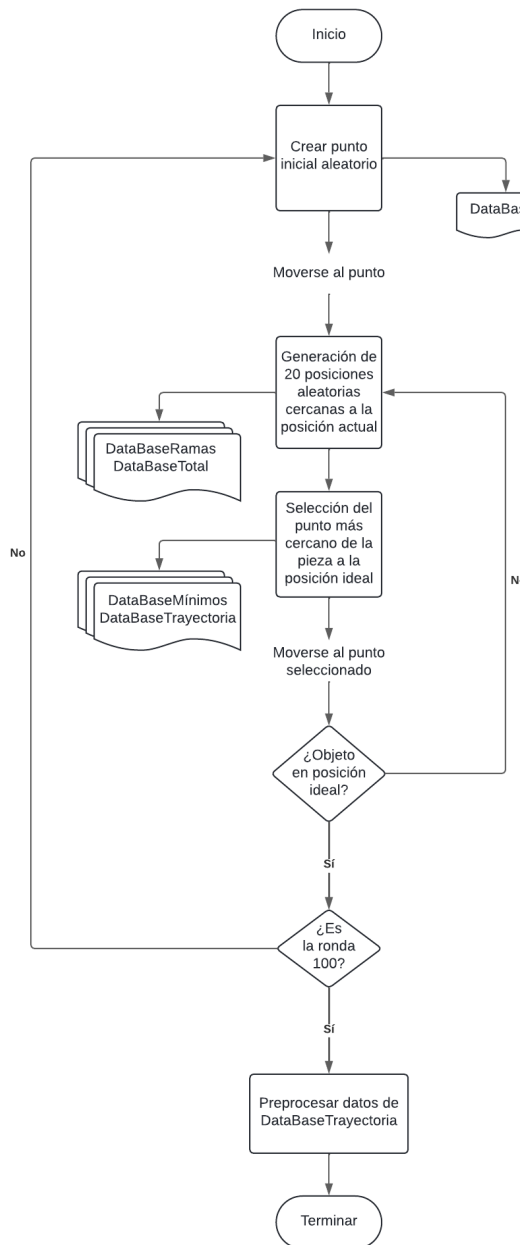 Inicio
Crear punto
inicial aleatorio
Moverse al punto
Generación de
20 posiciones
aleatorias
cercanas a la
posición actual
DataBaseRamas
DataBaseTotal
Selección del
punto más
cercano de la
pieza a la
posición ideal
No
DataBaseMínimos
DataBaseTrayectoria
Moverse al punto
seleccionado
¿Objeto
en posición
ideal?
Sí
¿Es
la ronda
100?
Sí
Preprocesar datos de
DataBaseTrayectoria
Terminar